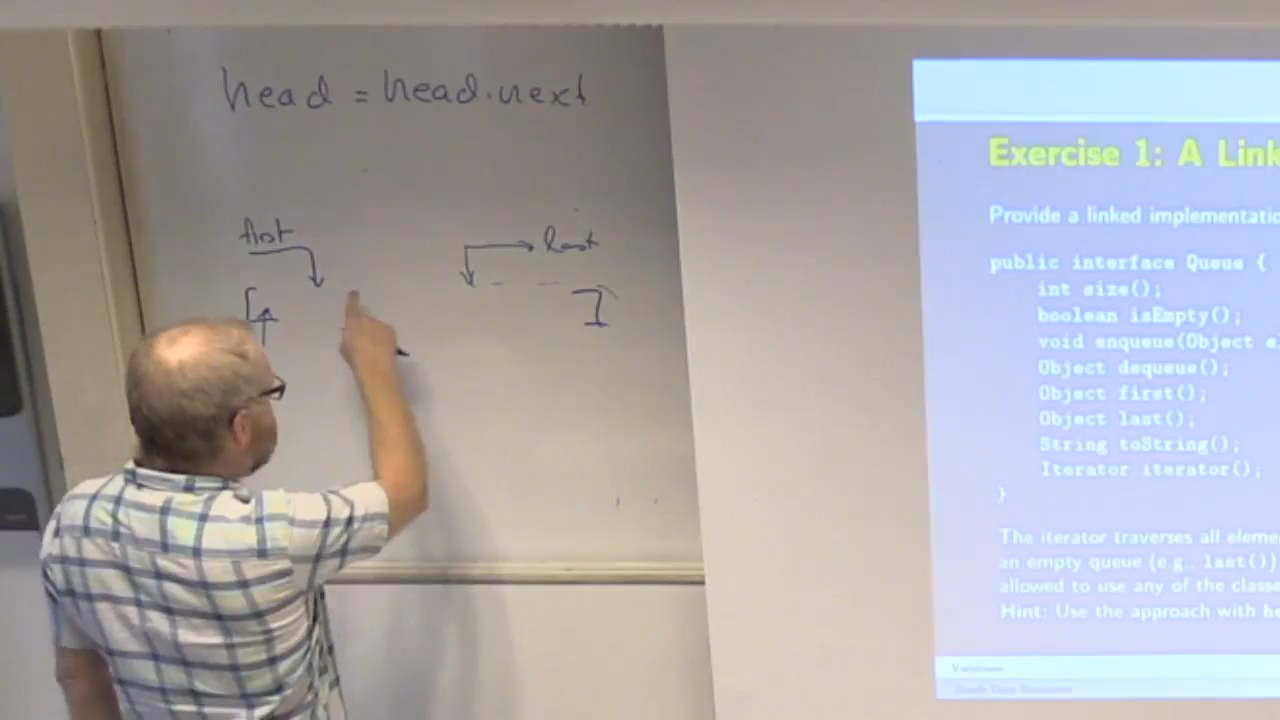 head = head.next
first
last
Exercise 1: A Link
Provide a linked implementatio
public interface Queue {
int size();
boolean isEmpty();
void enqueue(Object el
Object dequeue();
Object first();
Object last();
String toString();
Iterator iterator();
}
The iterator traverses all eleme
an empty queue (e.g., last())
allowed to use any of the classe
Hint: Use the approach with he